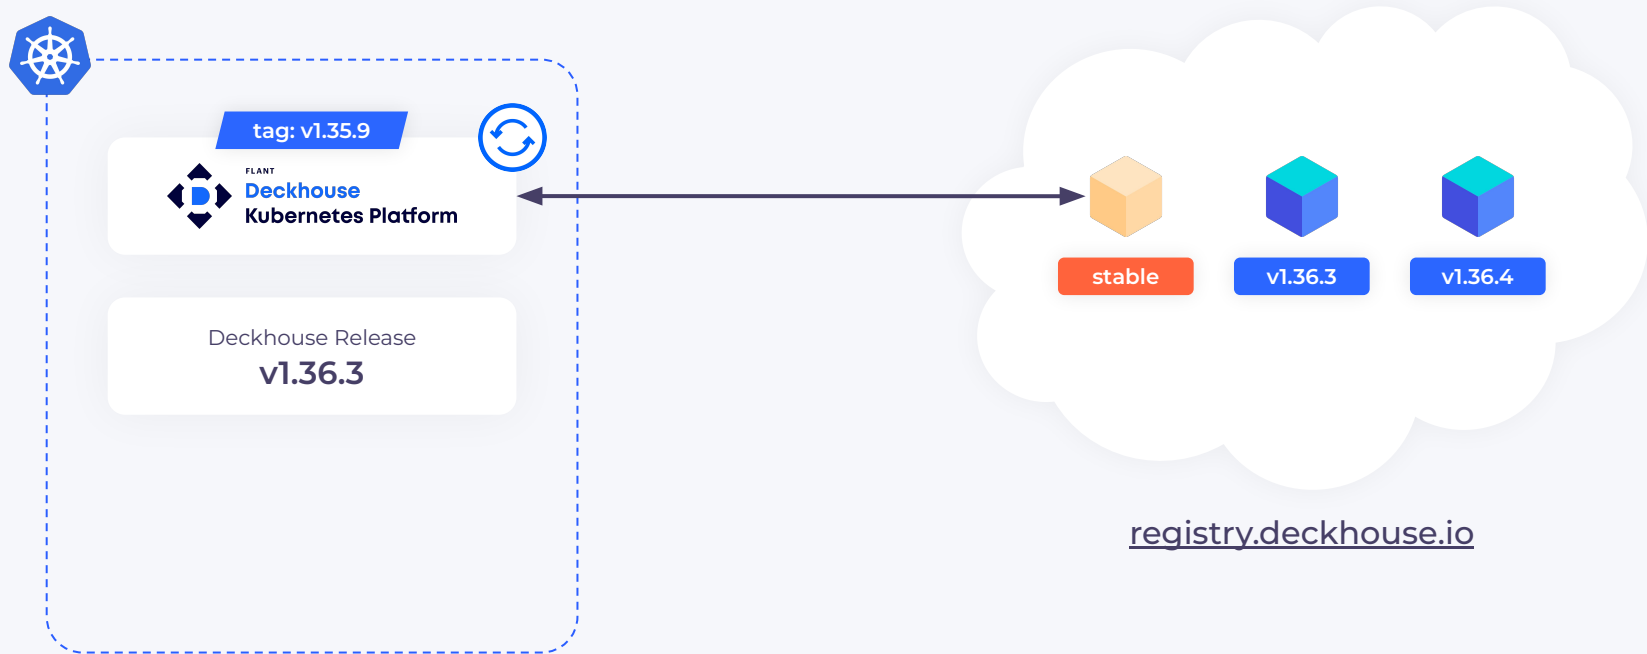 tag: v1.35.9
FLANT
Deckhouse
Kubernetes Platform
Deckhouse Release
v1.36.3
stable
v1.36.3
v1.36.4
registry.deckhouse.io